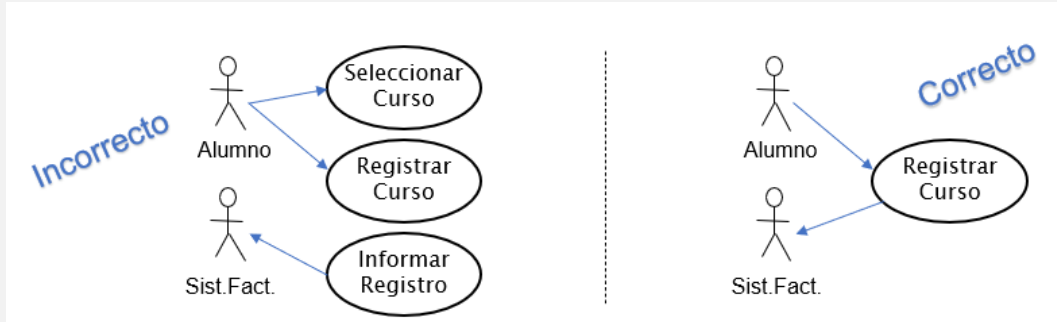 Incorrecto
Seleccionar
Curso
Alumno
Registrar
Curso
Informar
Registro
Sist.Fact.
Correcto
Alumno
Registrar
Curso
Sist.Fact.